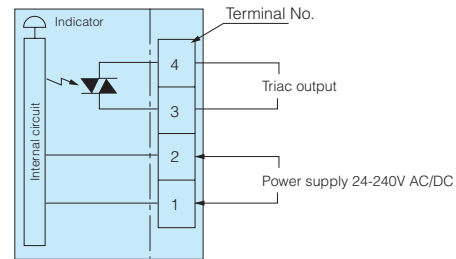 Terminal No.
Indicator
4
Triac output
3
Internal circuit
2
Power supply 24-240V AC/DC
1